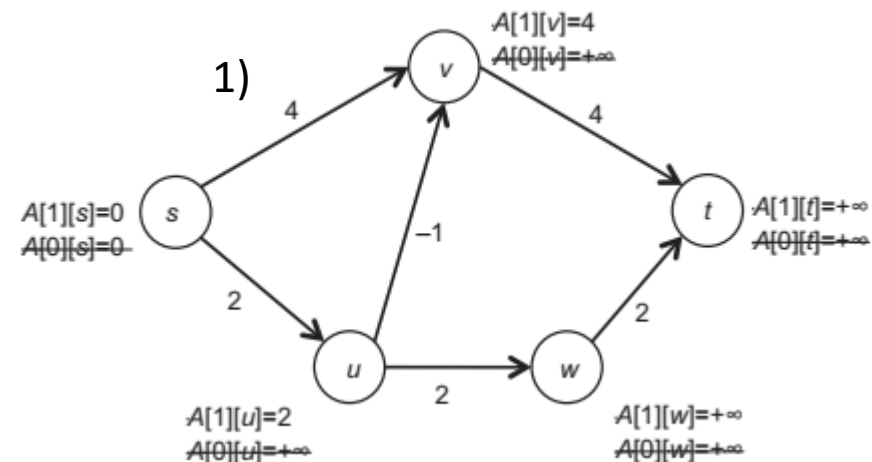 1)
A[1][v]=4
A[0][v]=+∞
v
4
4
s
A[1][s]=0
A[0][s]=0
t
A[1][t]=+∞
A[0][t]=+∞
–1
2
2
u
2
w
A[1][u]=2
A[0][u]=+∞
A[1][w]=+∞
A[0][w]=+∞